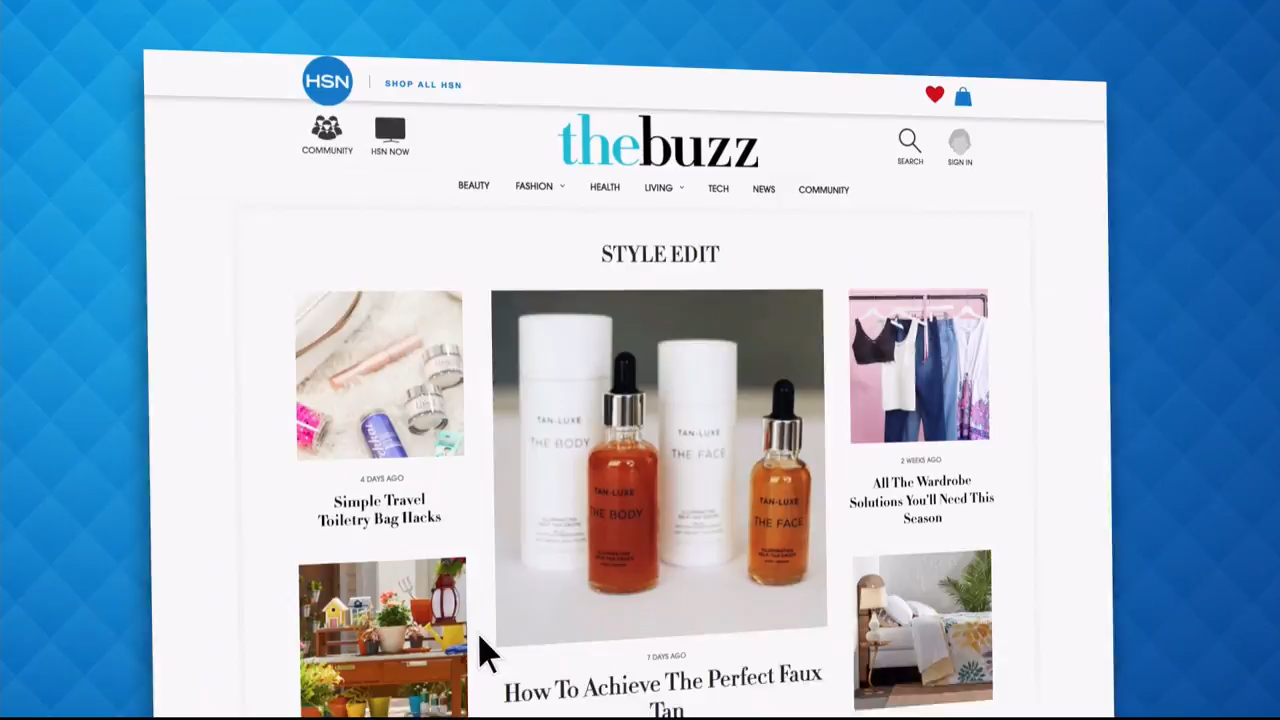 HSN
SHOP ALL HSN
COMMUNITY
HSN NOW
thebuzz
SEARCH
SIGN IN
BEAUTY FASHION HEALTH LIVING TECH NEWS COMMUNITY
STYLE EDIT
4 DAYS AGO
Simple Travel
Toiletry Bag Hacks
TAN-LUXE
THE BODY
TAN-LUXE
THE FACE
TAN-LUXE
THE BODY
TAN-LUXE
THE FACE
7 DAYS AGO
How To Achieve The Perfect Faux
Tan
2 WEEKS AGO
All The Wardrobe
Solutions You'll Need This
Season